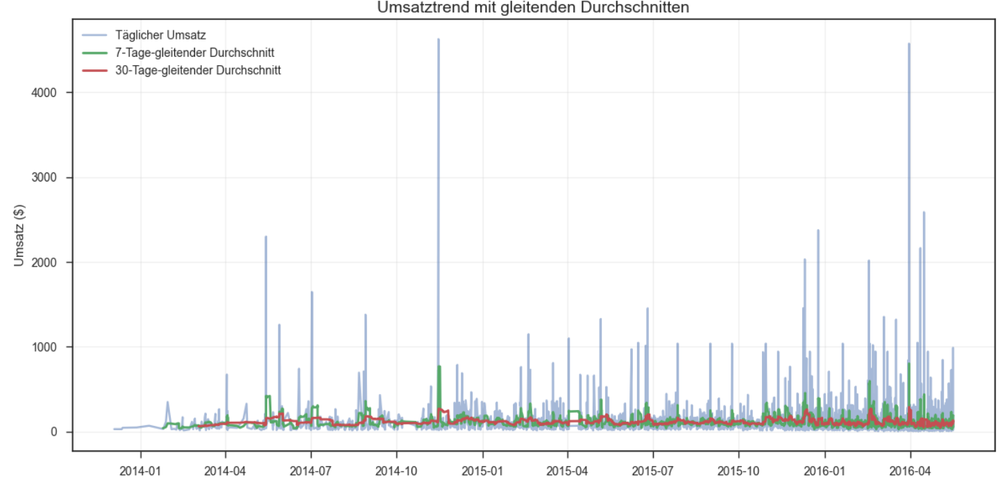 Umsatztrend mit gleitenden Durchschnitten
Täglicher Umsatz
7-Tage-gleitender Durchschnitt
30-Tage-gleitender Durchschnitt
Umsatz ($)
4000
3000
2000
1000
0
2014-01 2014-04 2014-07 2014-10 2015-01 2015-04 2015-07 2015-10 2016-01 2016-04